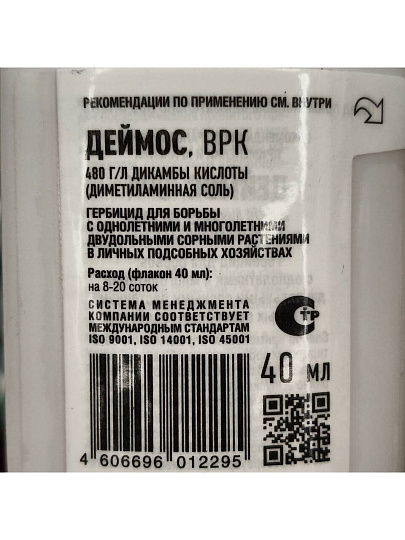 РЕКОМЕНДАЦИИ ПО ПРИМЕНЕНИЮ СМ. ВНУТРИ
ДЕЙМОС, ВРК
480 Г/Л ДИКАМБЫ КИСЛОТЫ
(ДИМЕТИЛАМИННАЯ СОЛЬ)
ГЕРБИЦИД ДЛЯ БОРЬБЫ
С ОДНОЛЕТНИМИ И МНОГОЛЕТНИМИ
ДВУДОЛЬНЫМИ СОРНЫМИ РАСТЕНИЯМИ
В ЛИЧНЫХ ПОДСОБНЫХ ХОЗЯЙСТВАХ
Расход (флакон 40 мл):
на 8-20 соток
СИСТЕМА МЕНЕДЖМЕНТА
КОМПАНИИ СООТВЕТСТВУЕТ
МЕЖДУНАРОДНЫМ СТАНДАРТАМ
ISO 9001, ISO 14001, ISO 45001
СТР
40 МЛ
4 606696 012295